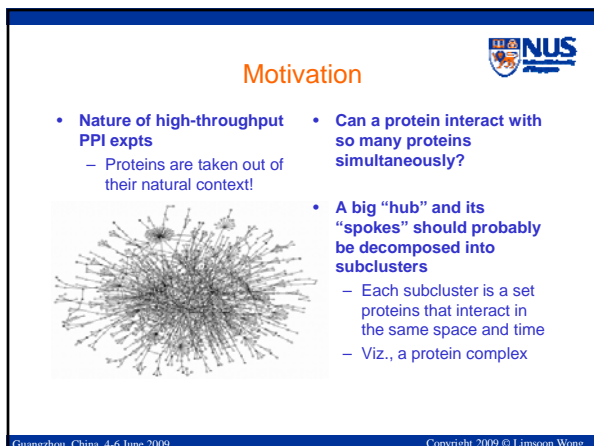 NUS
Motivation
• Nature of high-throughput
PPI expts
– Proteins are taken out of
their natural context!
• Can a protein interact with
so many proteins
simultaneously?
• A big “hub” and its
“spokes” should probably
be decomposed into
subclusters
– Each subcluster is a set
proteins that interact in
the same space and time
– Viz., a protein complex
Guangzhou, China, 4-6 June 2009
Copyright 2009 © Limsoon Wong